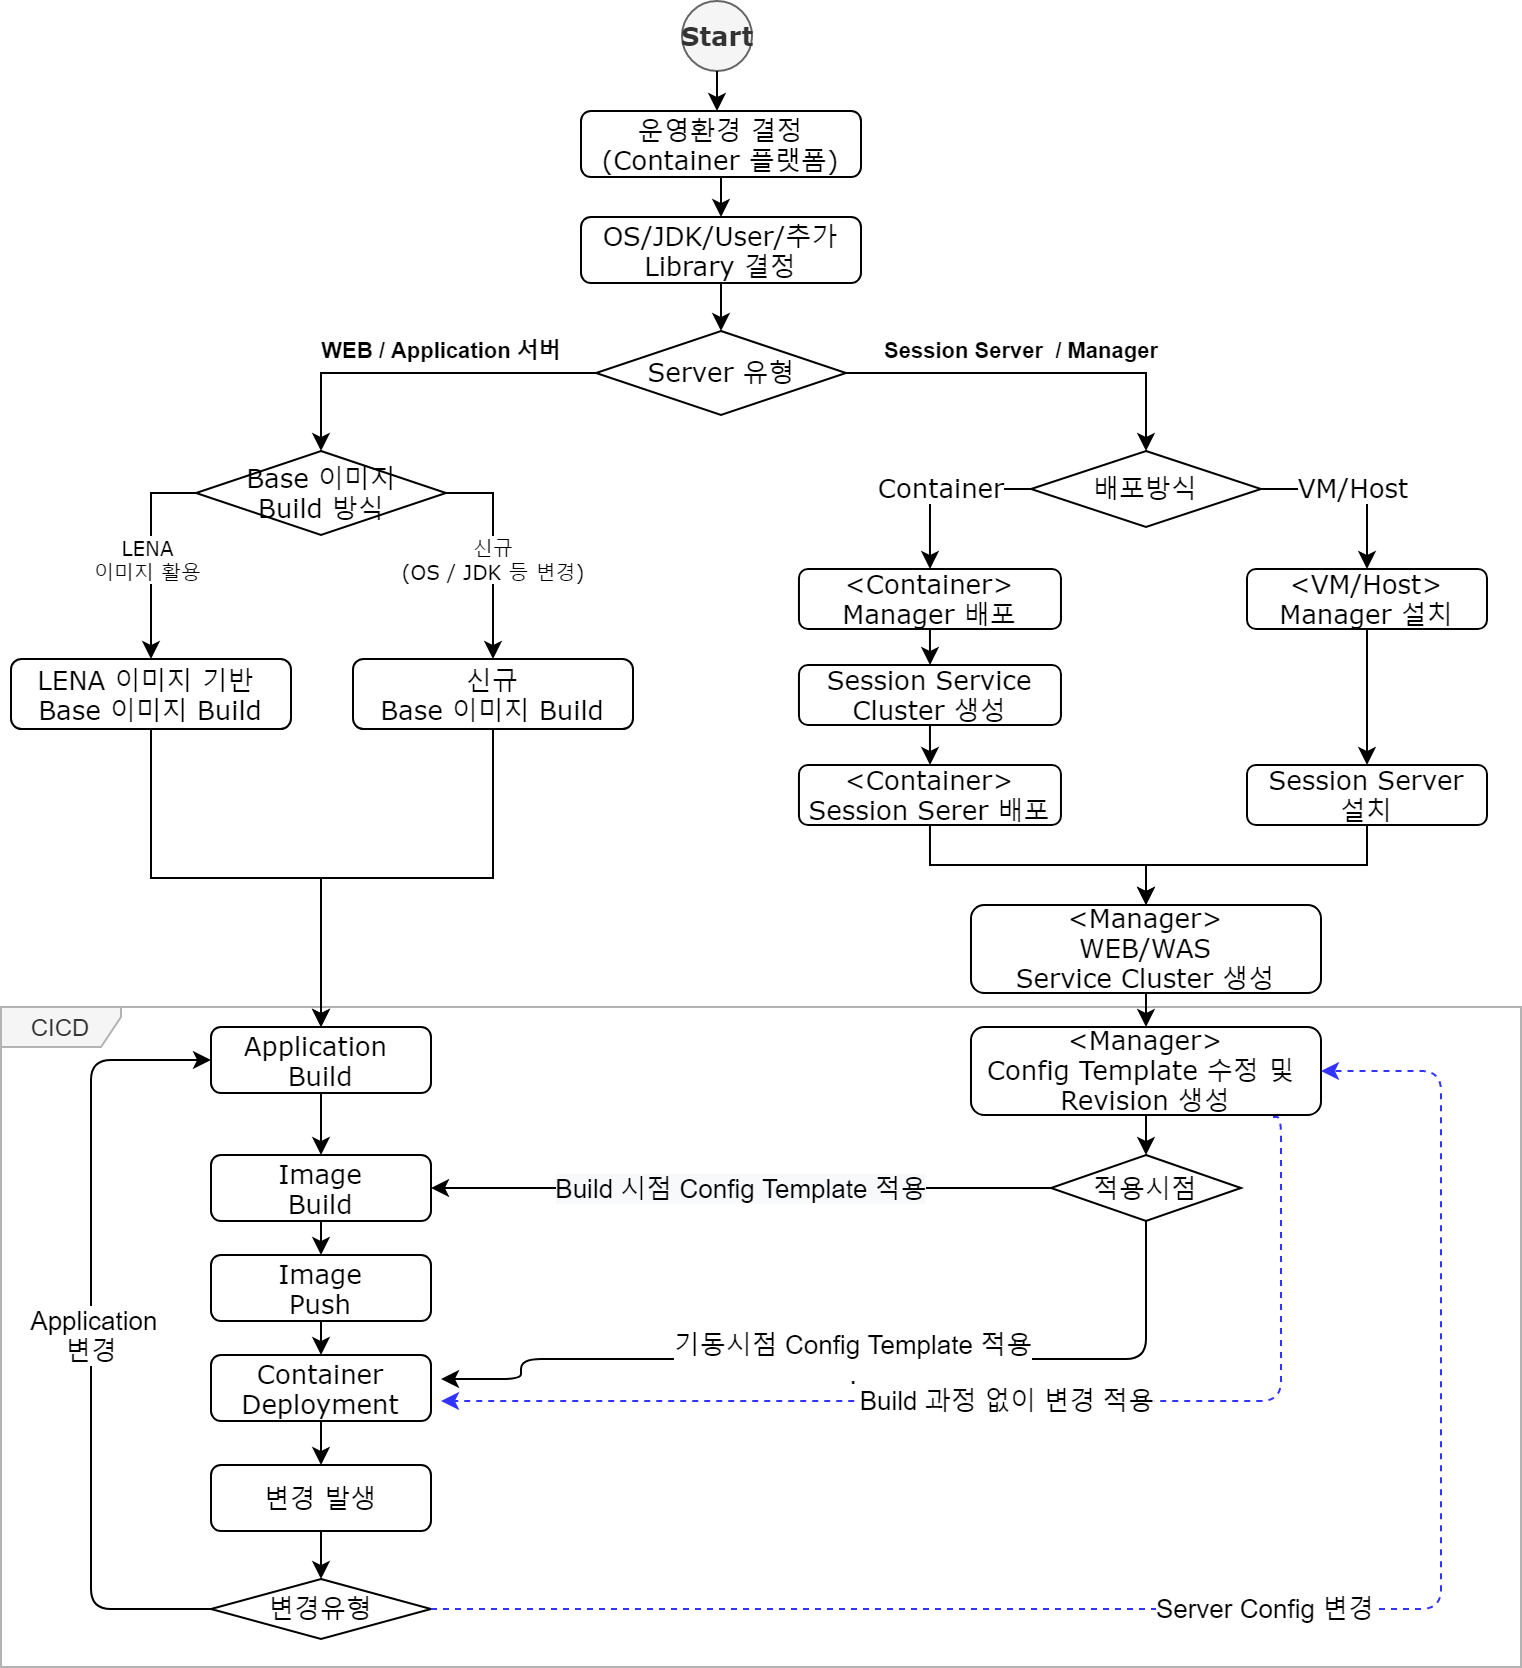 Start
운영환경 결정
(Container 플랫폼)
OS/JDK/User/추가
Library 결정
WEB / Application 서버
Session Server / Manager
Server 유형
Base 이미지
Build 방식
Container
배포방식
VM/Host
LENA
이미지 활용
신규
(OS / JDK 등 변경)
<Container>
Manager 배포
<VM/Host>
Manager 설치
LENA 이미지 기반
Base 이미지 Build
신규
Base 이미지 Build
Session Service
Cluster 생성
<Container>
Session Serer 배포
Session Server
설치
<Manager>
WEB/WAS
Service Cluster 생성
CICD
Application
Build
<Manager>
Config Template 수정 및
Revision 생성
Image
Build
Build 시점 Config Template 적용
적용시점
Image
Push
Application
변경
기동시점 Config Template 적용
.
Container
Deployment
Build 과정 없이 변경 적용
변경 발생
변경유형
Server Config 변경